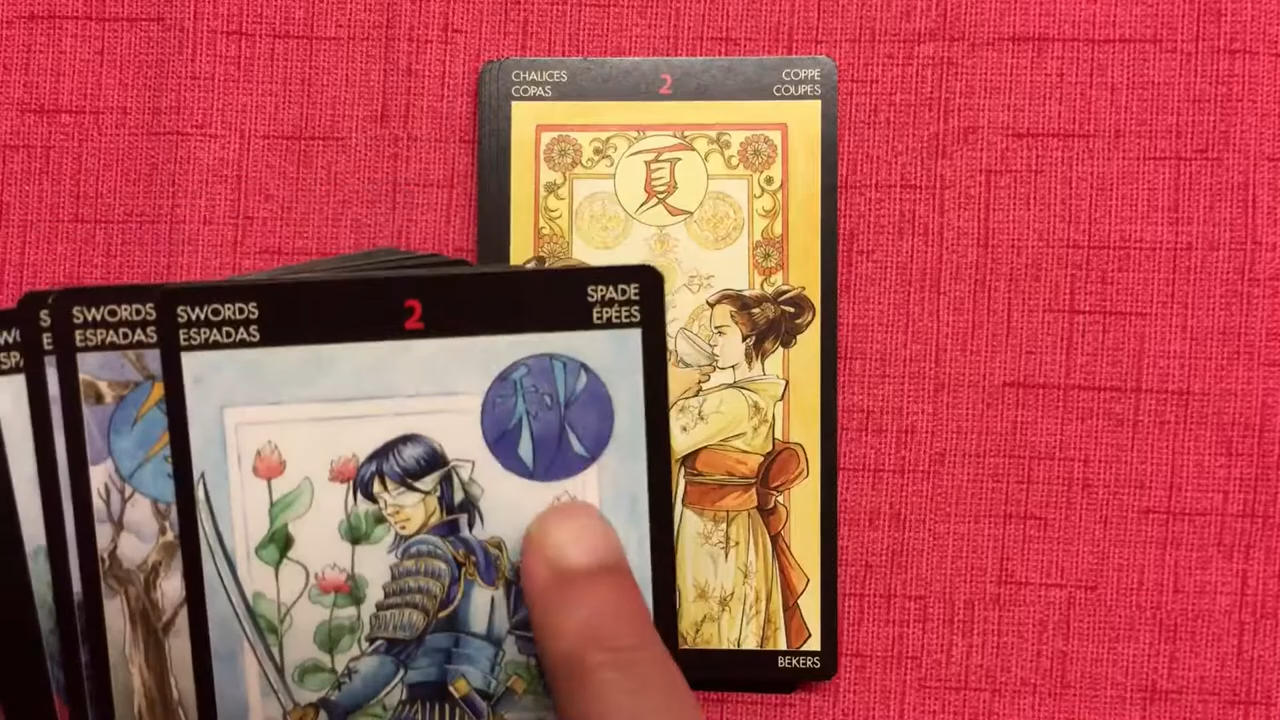 CHALICES
COPAS
2
COPPE
COUPES
夏
BEKERS
SWORDS
ESPADAS
SWORDS
ESPADAS
2
SPADE
ÉPÉES
秋